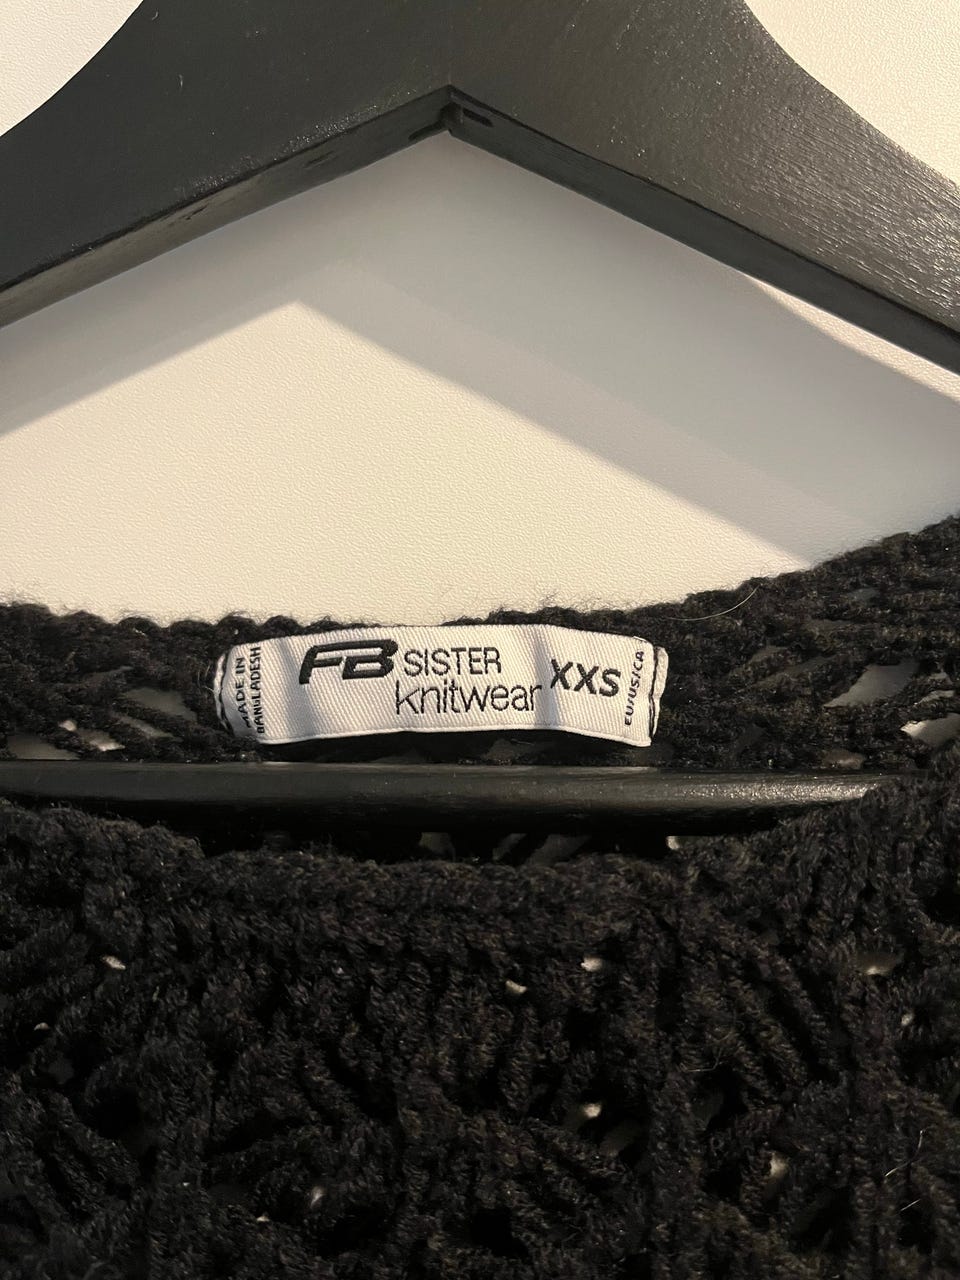 MADE IN
BANGLADESH
FB SISTER
knitwear
XXS
EU/US/CA